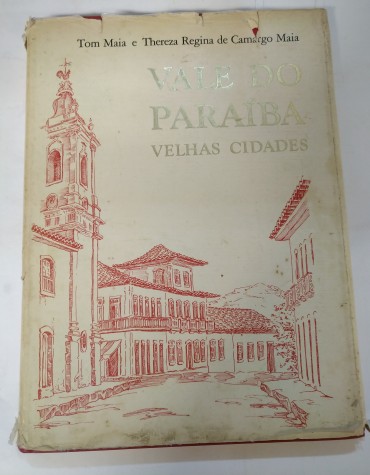 Tom Maia e Thereza Regina de Camargo Maia
VALE DO
PARAÍBA
VELHAS CIDADES